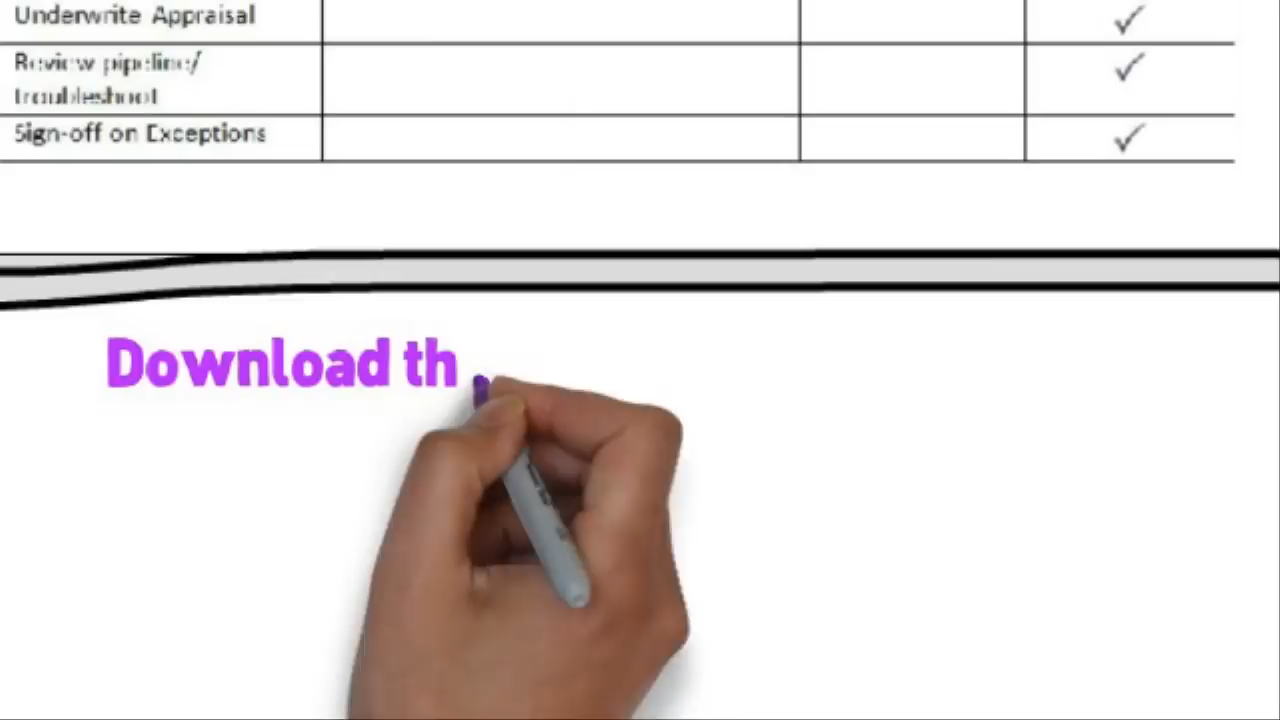 Underwrite Appraisal ✓
Review pipeline/ ✓
troubleshoot
Sign-off on Exceptions ✓
Download th